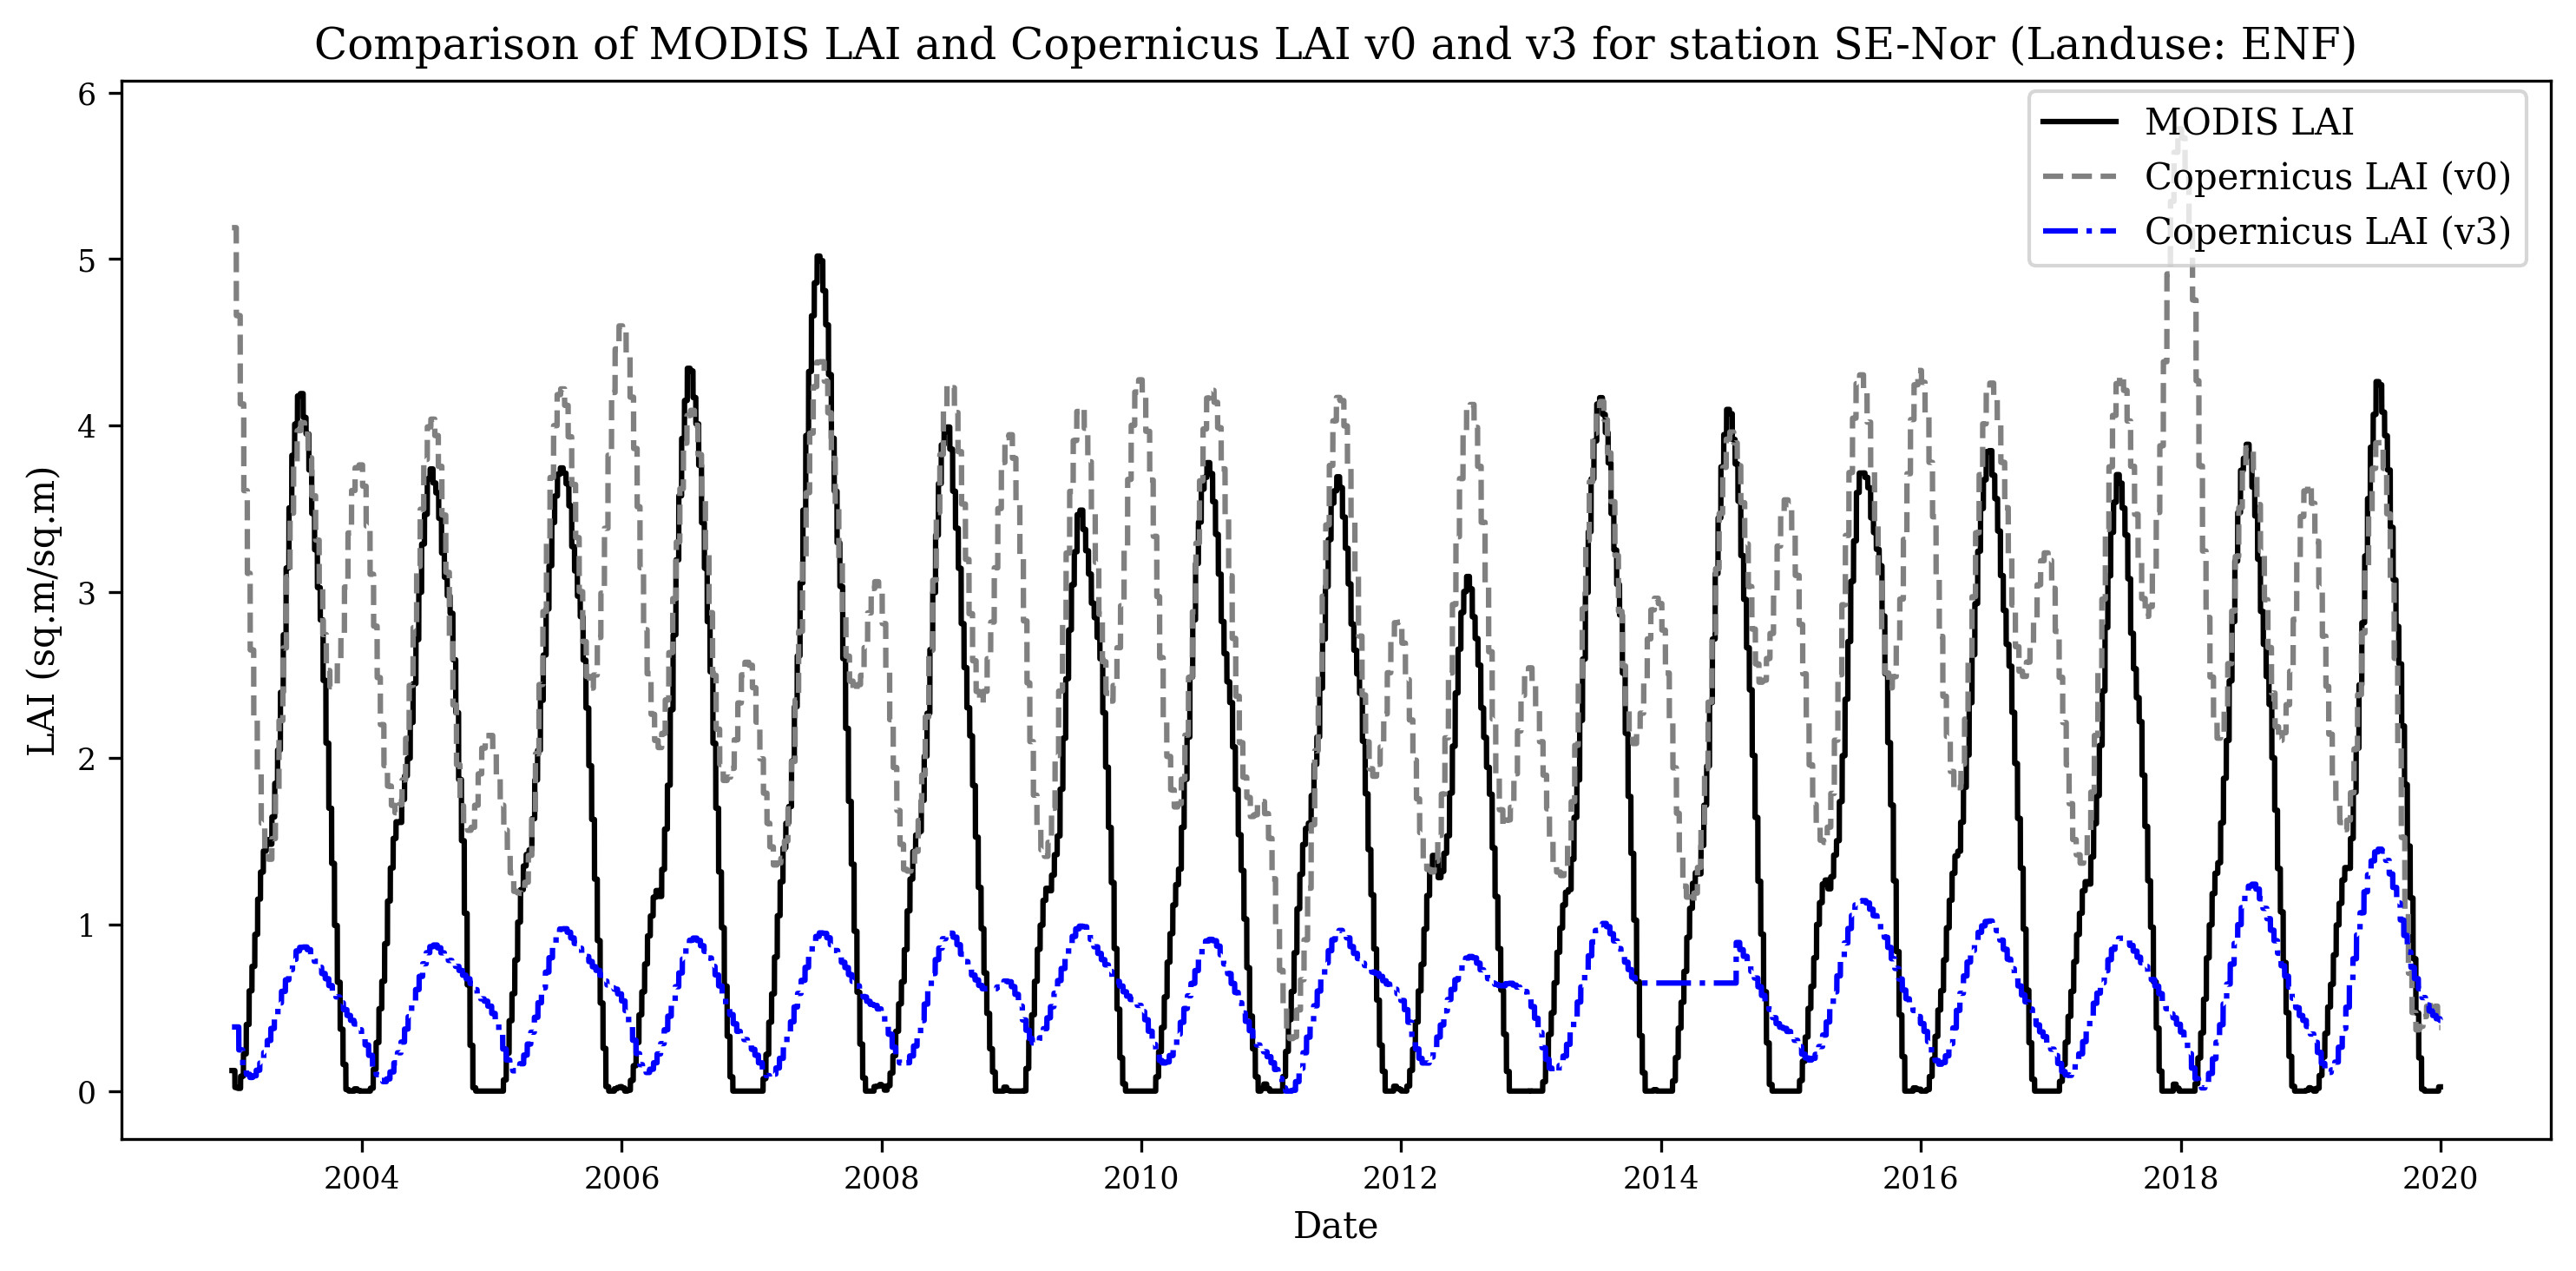 Comparison of MODIS LAI and Copernicus LAI v0 and v3 for station SE-Nor (Landuse: ENF)
MODIS LAI
Copernicus LAI (v0)
Copernicus LAI (v3)
LAI (sq.m/sq.m)
6
5
4
3
2
1
0
2004 2006 2008 2010 2012 2014 2016 2018 2020
Date